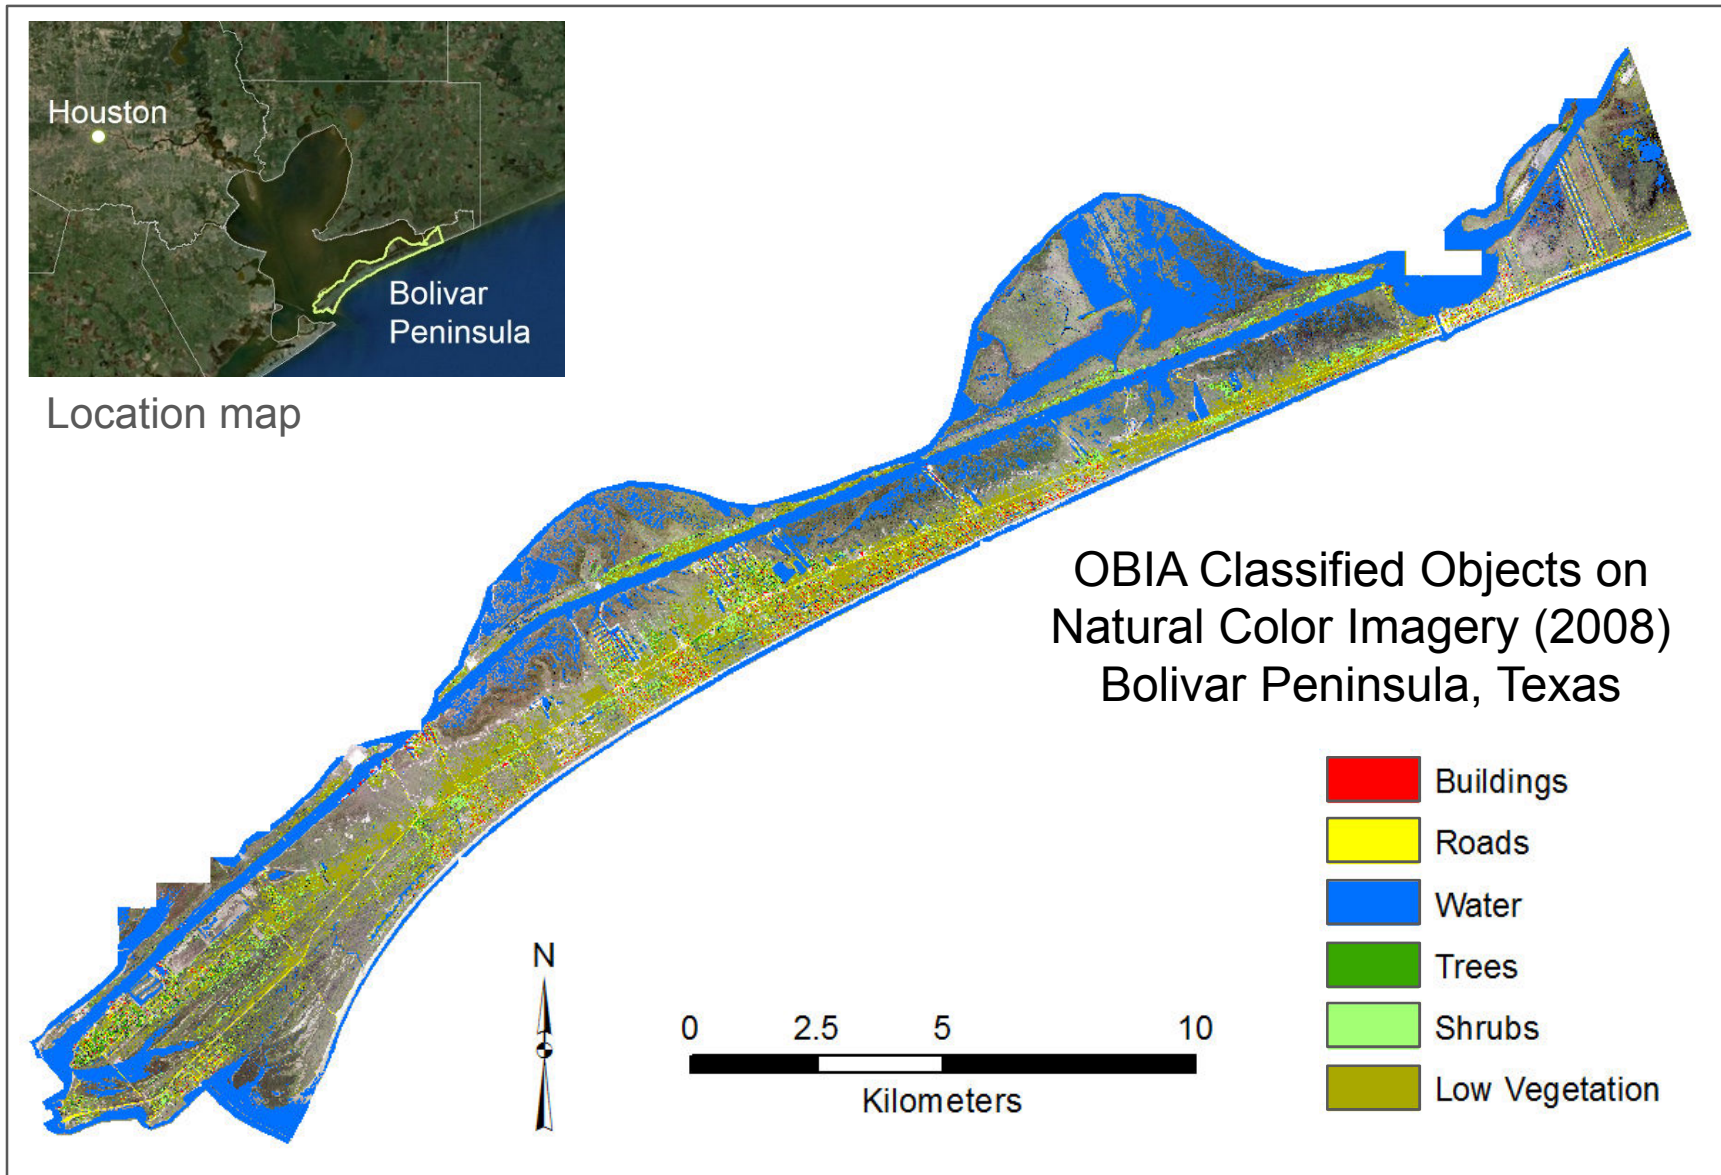 Houston
Bolivar
Peninsula
Location map
OBIA Classified Objects on
Natural Color Imagery (2008)
Bolivar Peninsula, Texas
Buildings
Roads
Water
Trees
Shrubs
Low Vegetation
N
0 2.5 5 10
Kilometers